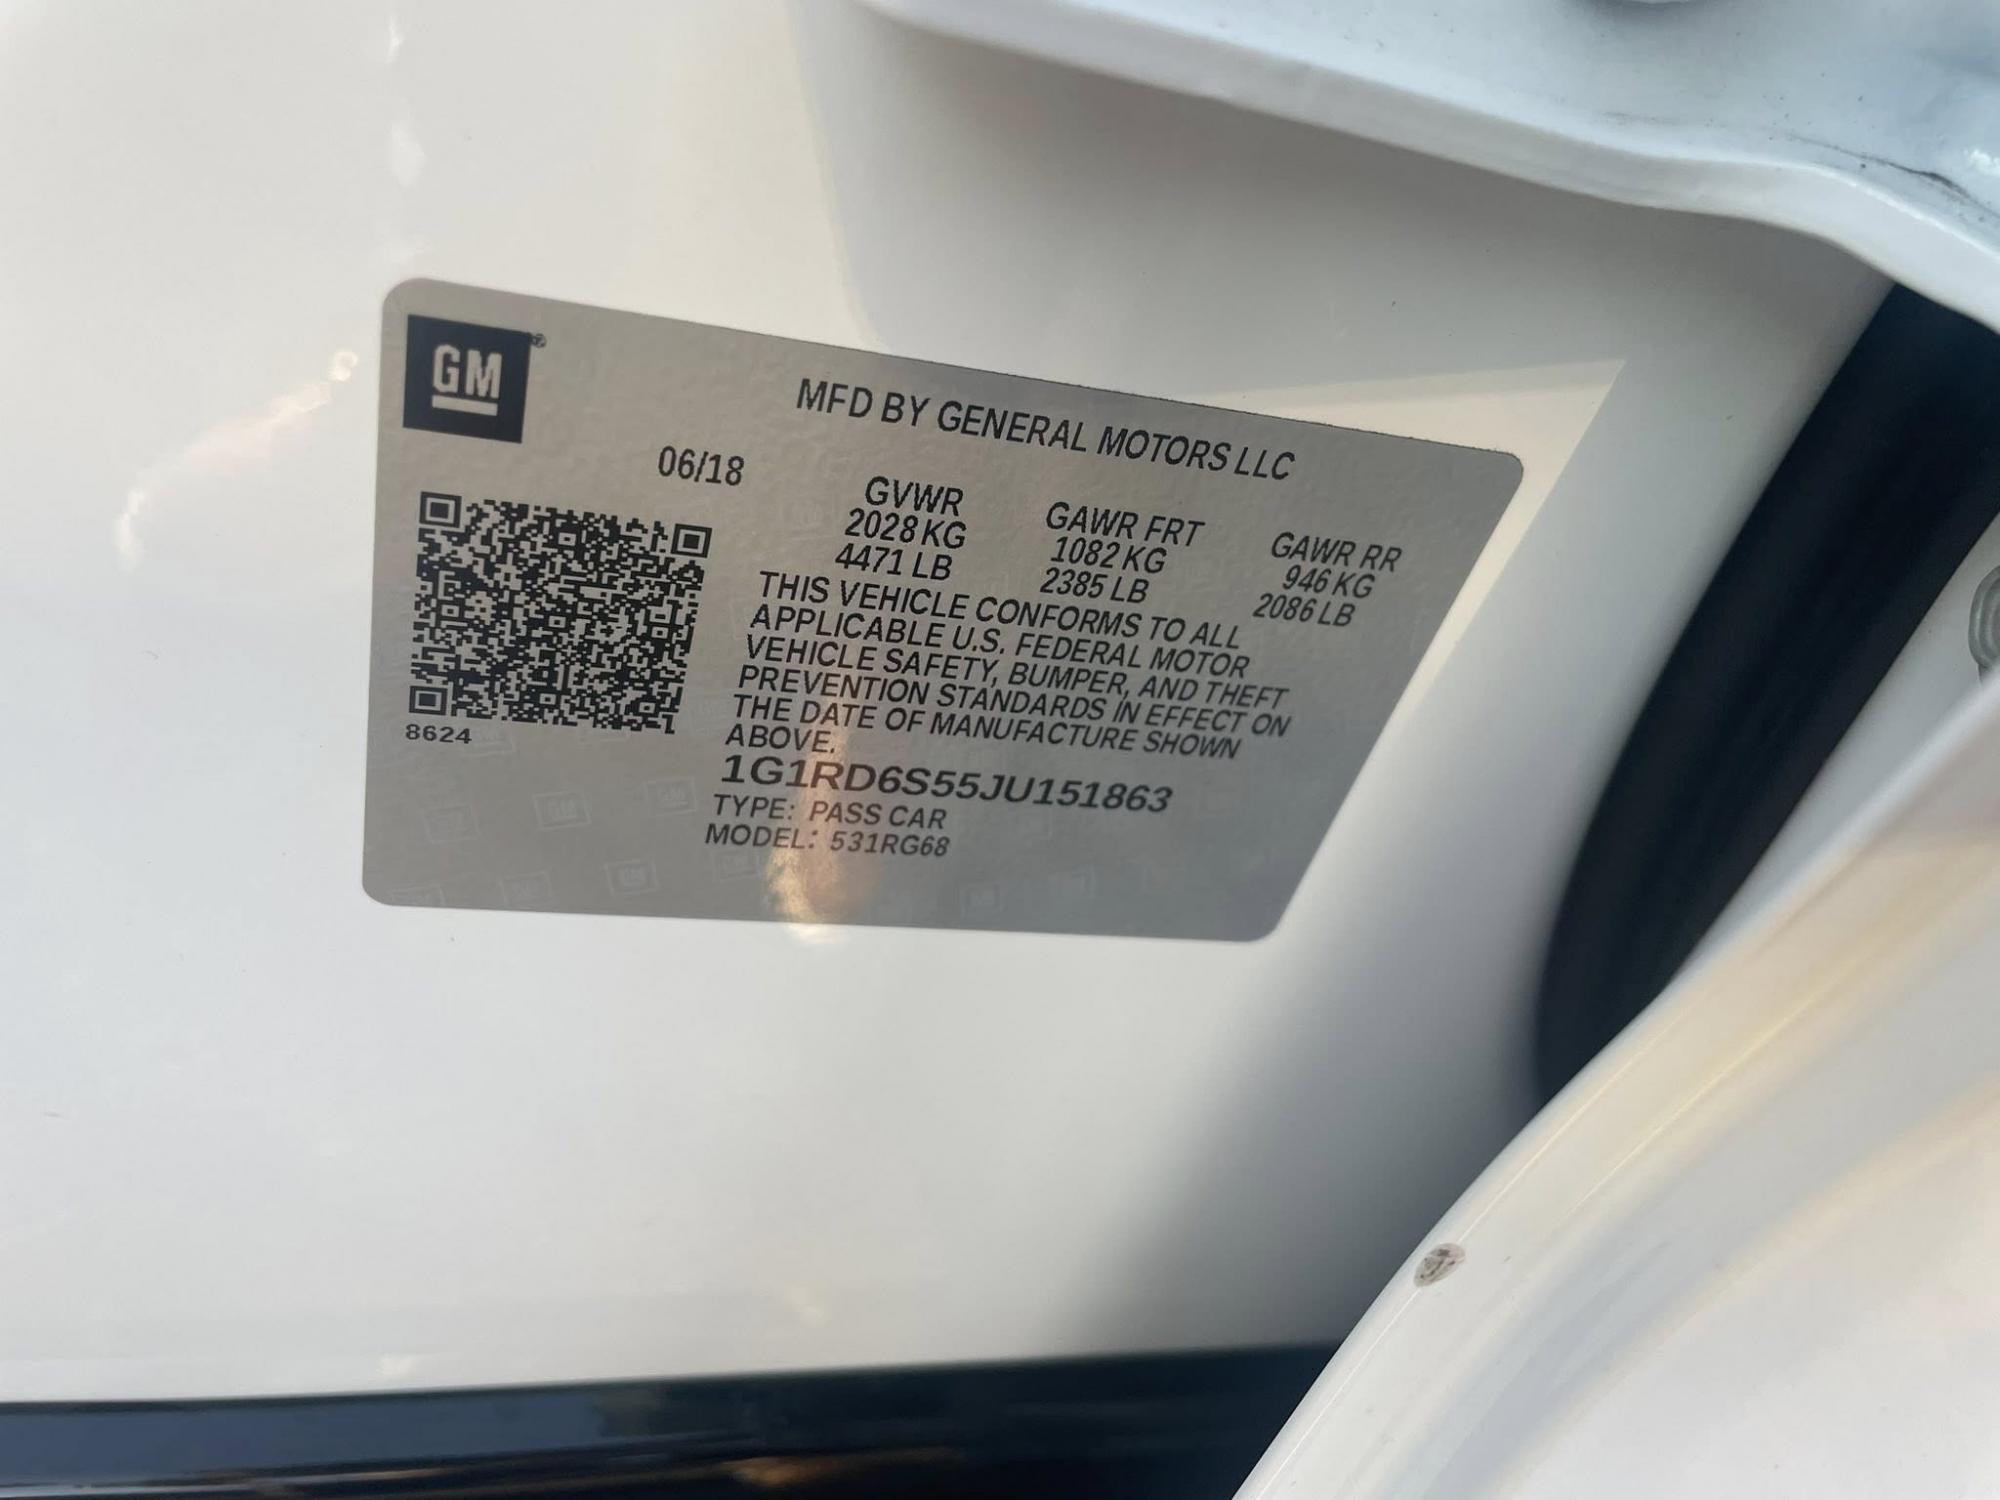 GM
MFD BY GENERAL MOTORS LLC
06/18
GVWR GAWR FRT GAWR RR
2028 KG 1082 KG 946 KG
4471 LB 2385 LB 2086 LB
THIS VEHICLE CONFORMS TO ALL
APPLICABLE U.S. FEDERAL MOTOR
VEHICLE SAFETY, BUMPER, AND THEFT
PREVENTION STANDARDS IN EFFECT ON
THE DATE OF MANUFACTURE SHOWN
ABOVE.
8624
1G1RD6S55JU151863
TYPE: PASS CAR
MODEL: 531RG68